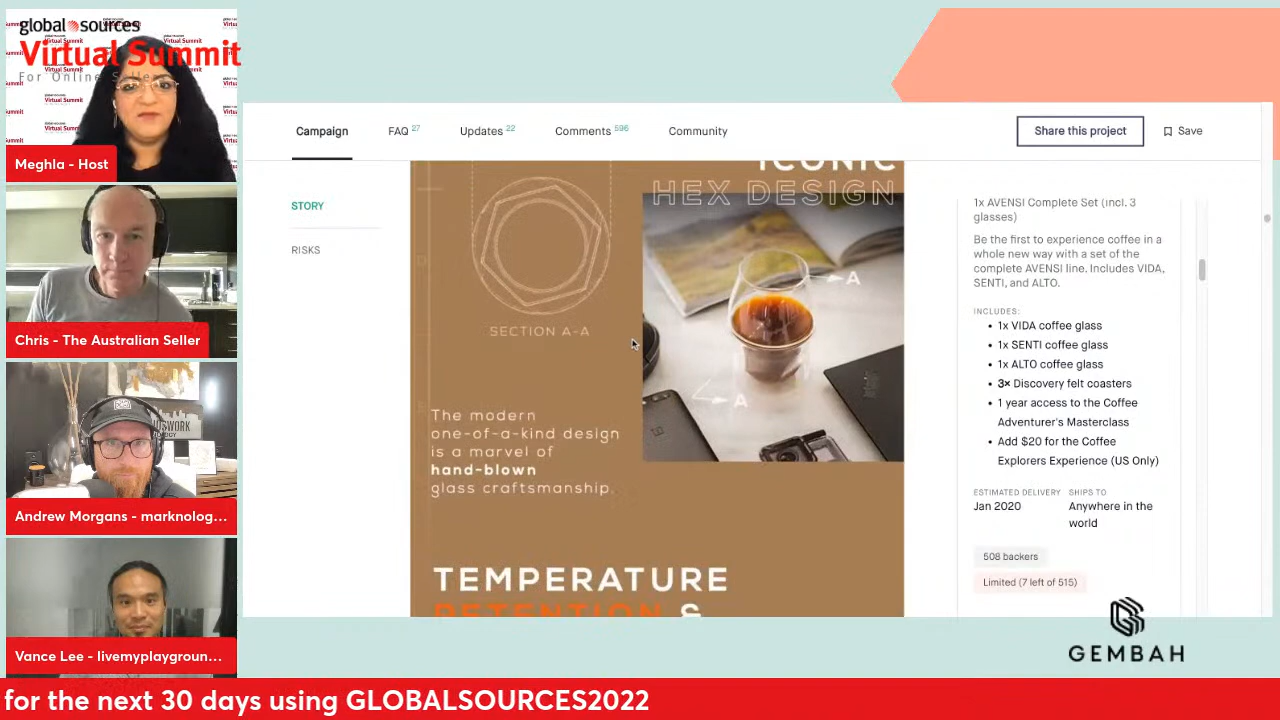 global sources
Virtual Summit
For Online Seller
Meghla - Host
Chris - The Australian Seller
Andrew Morgans - marknolog…
Vance Lee - livemyplaygroun…
Campaign
FAQ 27
Updates 22
Comments 596
Community
Share this project
Save
STORY
RISKS
ICONIC
HEX DESIGN
SECTION A-A
A
A
The modern
one-of-a-kind design
is a marvel of
hand-blown
glass craftsmanship.
TEMPERATURE
RETENTION &
1x AVENSI Complete Set (incl. 3
glasses)
Be the first to experience coffee in a
whole new way with a set of the
complete AVENSI line. Includes VIDA,
SENTI, and ALTO.
INCLUDES:
• 1x VIDA coffee glass
• 1x SENTI coffee glass
• 1x ALTO coffee glass
• 3× Discovery felt coasters
• 1 year access to the Coffee
Adventurer's Masterclass
• Add $20 for the Coffee
Explorers Experience (US Only)
ESTIMATED DELIVERY
Jan 2020
SHIPS TO
Anywhere in the
world
508 backers
Limited (7 left of 515)
GEMBAH
for the next 30 days using GLOBALSOURCES2022